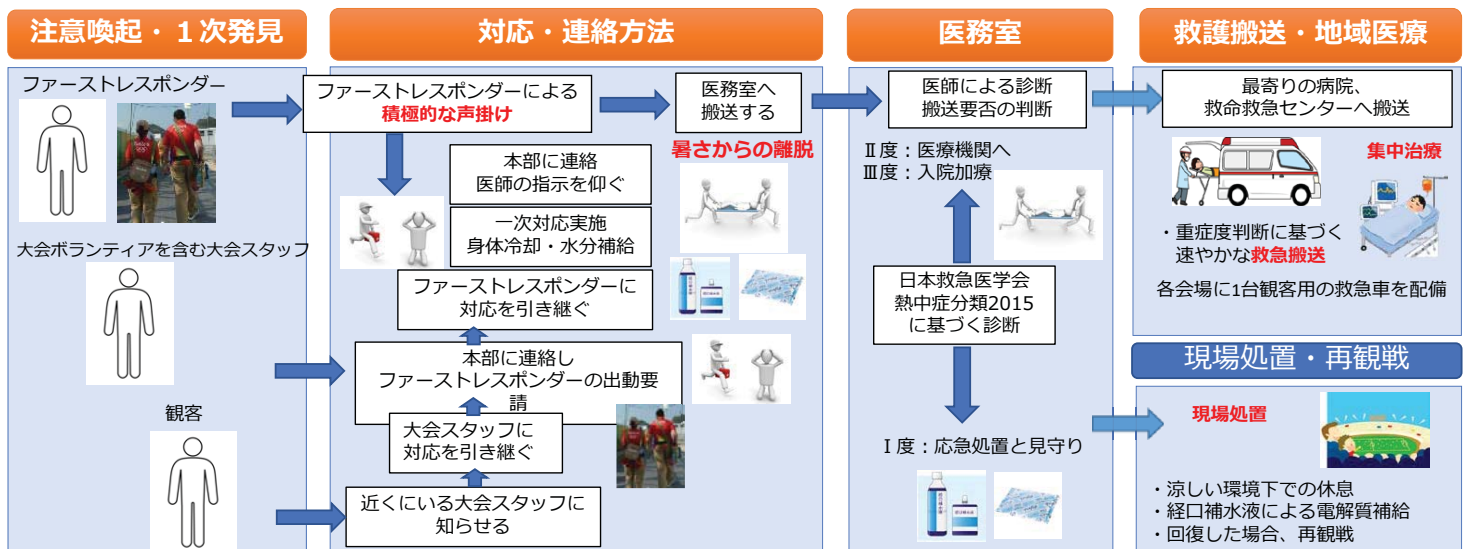 注意喚起・１次発見
ファーストレスポンダー
大会ボランティアを含む大会スタッフ
観客
対応・連絡方法
ファーストレスポンダーによる
積極的な声掛け
医務室へ
搬送する
暑さからの離脱
本部に連絡
医師の指示を仰ぐ
一次対応実施
身体冷却・水分補給
ファーストレスポンダーに
対応を引き継ぐ
本部に連絡し
ファーストレスポンダーの出動要
請
大会スタッフに
対応を引き継ぐ
近くにいる大会スタッフに
知らせる
医務室
医師による診断
搬送要否の判断
Ⅱ度：医療機関へ
Ⅲ度：入院加療
日本救急医学会
熱中症分類2015
に基づく診断
Ⅰ度：応急処置と見守り
救護搬送・地域医療
最寄りの病院、
救命救急センターへ搬送
集中治療
・重症度判断に基づく
速やかな救急搬送
各会場に1台観客用の救急車を配備
現場処置・再観戦
現場処置
・涼しい環境下での休息
・経口補水液による電解質補給
・回復した場合、再観戦